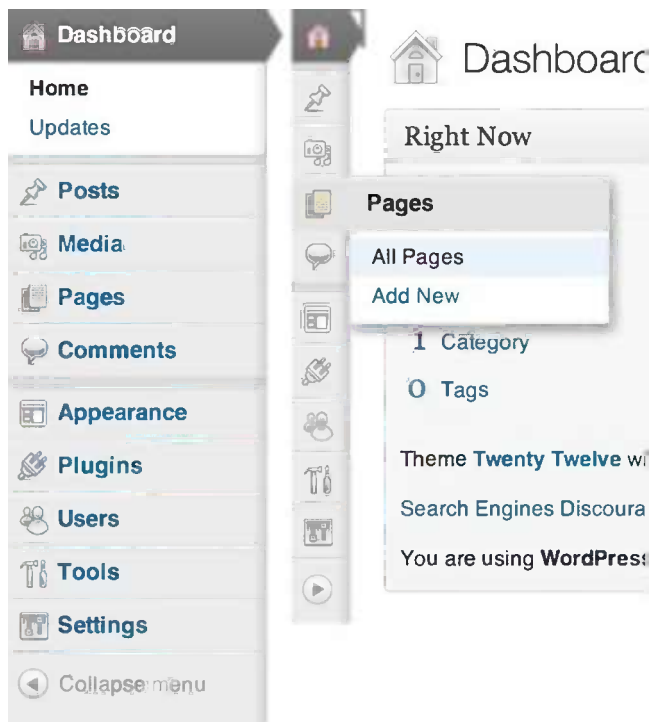 Dashboard
Home
Updates
Posts
Media
Pages
Comments
Appearance
Plugins
Users
Tools
Settings
Collapse menu
Dashboard
Right Now
Pages
All Pages
Add New
1 Category
0 Tags
Theme Twenty Twelve wi
Search Engines Discoura
You are using WordPress